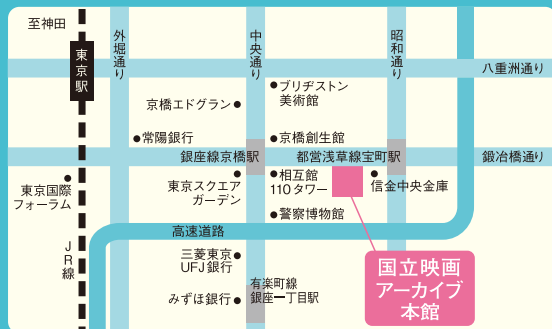 至神田
東京駅
外堀通り
中央通り
昭和通り
八重洲通り
ブリヂストン
美術館
京橋エドグラン
常陽銀行
京橋創生館
銀座線京橋駅
都営浅草線宝町駅
鍛冶橋通り
東京国際
フォーラム
東京スクエア
ガーデン
相互館
110タワー
信金中央金庫
警察博物館
高速道路
JR線
三菱東京
UFJ銀行
有楽町線
銀座一丁目駅
みずほ銀行
国立映画
アーカイブ
本館